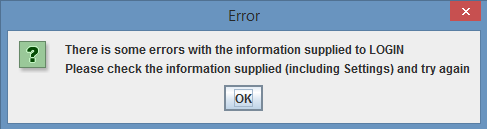 Error
There is some errors with the information supplied to LOGIN
Please check the information supplied (including Settings) and try again
OK